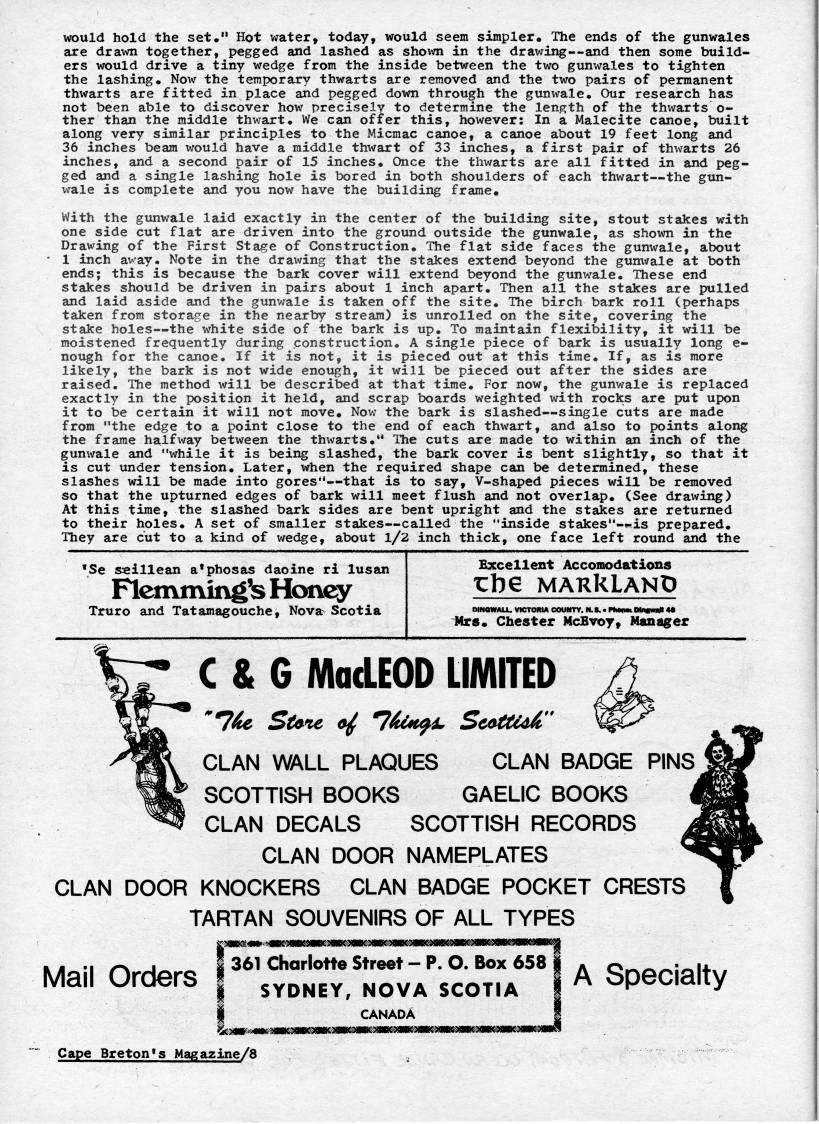 would hold the set." Hot water, today, would seem simpler. The ends of the gunwales
are drawn together, pegged and lashed as shown in the drawing--and then some build-
ers would drive a tiny wedge from the inside between the two gunwales to tighten
the lashing. Now the temporary thwarts are removed and the two pairs of permanent
thwarts are fitted in place and pegged down through the gunwale. Our research has
not been able to discover how precisely to determine the length of the thwarts o-
ther than the middle thwart. We can offer this, however: In a Malecite canoe, built
along very similar principles to the Micmac canoe, a canoe about 19 feet long and
36 inches beam would have a middle thwart of 33 inches, a first pair of thwarts 26
inches, and a second pair of 15 inches. Once the thwarts are all fitted in and peg-
ged and a single lashing hole is bored in both shoulders of each thwart--the gun-
wale is complete and you now have the building frame.
With the gunwale laid exactly in the center of the building site, stout stakes with
one side cut flat are driven into the ground outside the gunwale, as shown in the
Drawing of the First Stage of Construction. The flat side faces the gunwale, about
1 inch away. Note in the drawing that the stakes extend beyond the gunwale at both
ends; this is because the bark cover will extend beyond the gunwale. These end
stakes should be driven in pairs about 1 inch apart. Then all the stakes are pulled
and laid aside and the gunwale is taken off the site. The birch bark roll (perhaps
taken from storage in the nearby stream) is unrolled on the site, covering the
stake holes--the white side of the bark is up. To maintain flexibility, it will be
moistened frequently during construction. A single piece of bark is usually long e-
nough for the canoe. If it is not, it is pieced out at this time. If, as is more
likely, the bark is not wide enough, it will be pieced out after the sides are
raised. The method will be described at that time. For now, the gunwale is replaced
exactly in the position it held, and scrap boards weighted with rocks are put upon
it to be certain it will not move. Now the bark is slashed--single cuts are made
from "the edge to a point close to the end of each thwart, and also to points along
the frame halfway between the thwarts." The cuts are made to within an inch of the
gunwale and "while it is being slashed, the bark cover is bent slightly, so that it
is cut under tension. Later, when the required shape can be determined, these
slashes will be made into gores"--that is to say, V-shaped pieces will be removed
so that the upturned edges of bark will meet flush and not overlap. (See drawing)
At this time, the slashed bark sides are bent upright and the stakes are returned
to their holes. A set of smaller stakes--called the "inside stakes"--is prepared.
They are cut to a kind of wedge, about 1/2 inch thick, one face left round and the
'Se seillean a'phosas daoine ri lusan
Flemming's Honey
Truro and Tatamagouche, Nova Scotia
Excellent Accomodations
The MARKLAND
DINGWALL, VICTORIA COUNTY, N. S. • Phone: Dingwall 46
Mrs. Chester McEvoy, Manager
C & G MacLEOD LIMITED
"The Store of Things Scottish"
CLAN WALL PLAQUES CLAN BADGE PINS
SCOTTISH BOOKS GAELIC BOOKS
CLAN DECALS SCOTTISH RECORDS
CLAN DOOR NAMEPLATES
CLAN DOOR KNOCKERS CLAN BADGE POCKET CRESTS
TARTAN SOUVENIRS OF ALL TYPES
Mail Orders
361 Charlotte Street – P. O. Box 658
SYDNEY, NOVA SCOTIA
CANADA
A Specialty
Cape Breton's Magazine/8